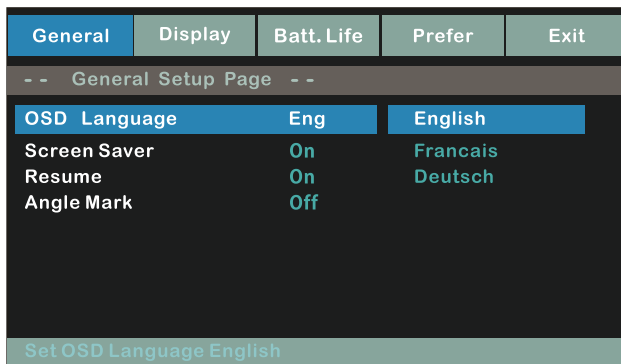 General Display Batt. Life Prefer Exit
-- General Setup Page --
OSD Language Eng English
Screen Saver On Francais
Resume On Deutsch
Angle Mark Off
Set OSD Language English